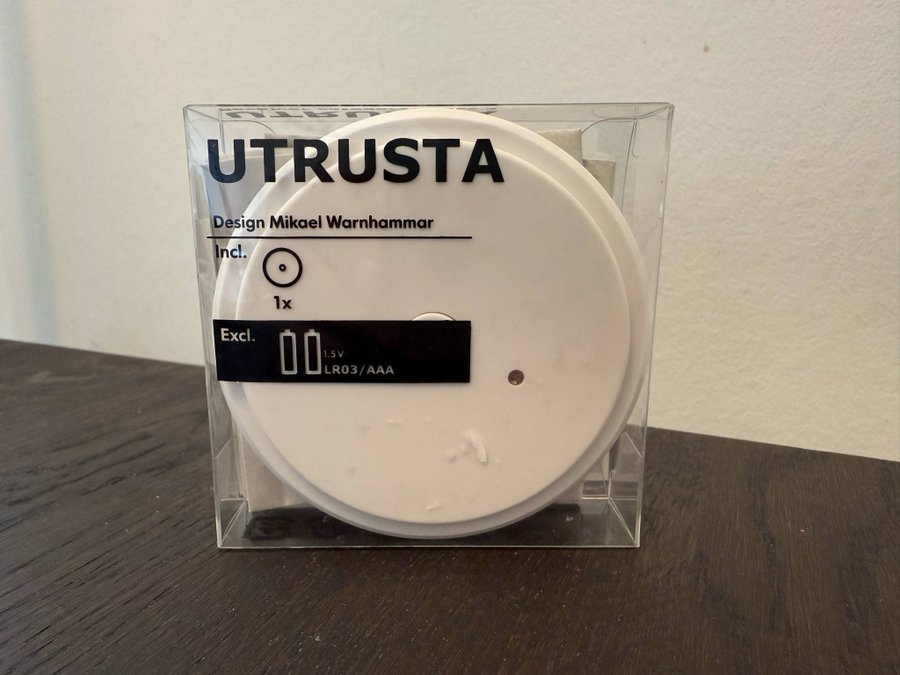 UTRUSTA
Design Mikael Warnhammar
Incl.
1x
Excl.
1.5 V
LR03/AAA